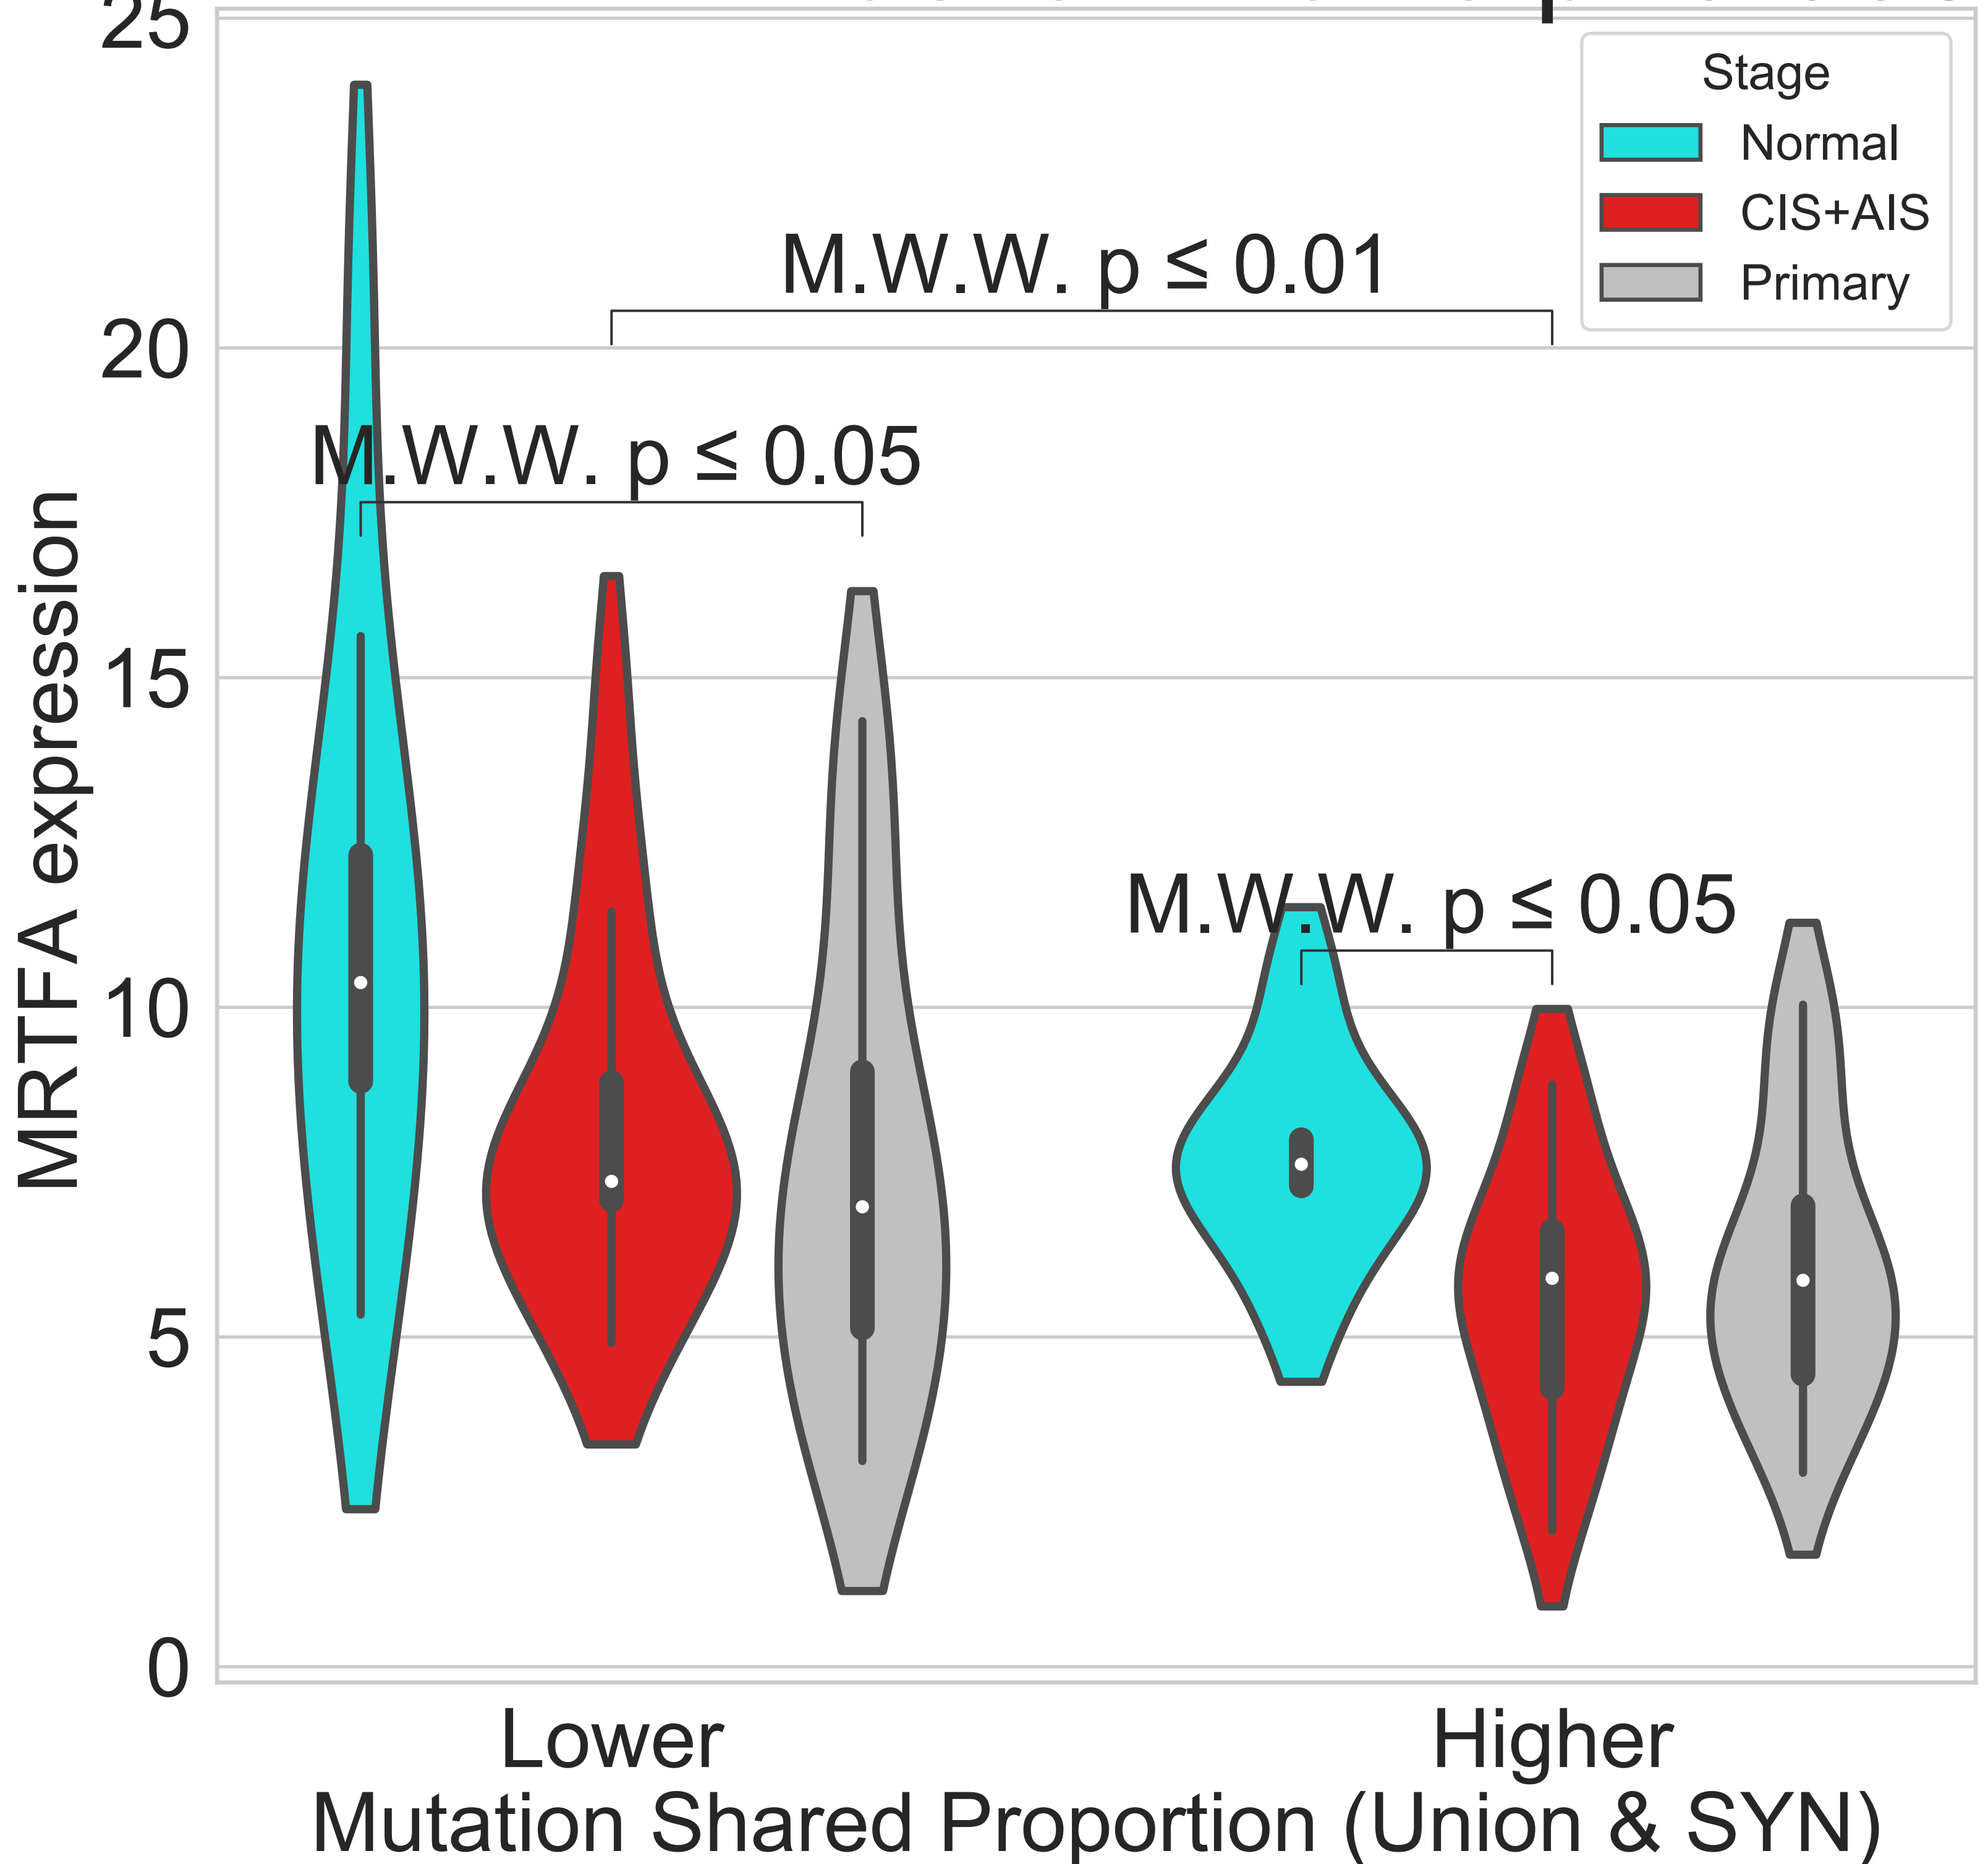 25
Stage
Normal
CIS+AIS
Primary
M.W.W. p ≤ 0.01
20
M.W.W. p ≤ 0.05
15
M.W.W. p ≤ 0.05
10
5
0
MRTFA expression
Lower
Higher
Mutation Shared Proportion (Union & SYN)